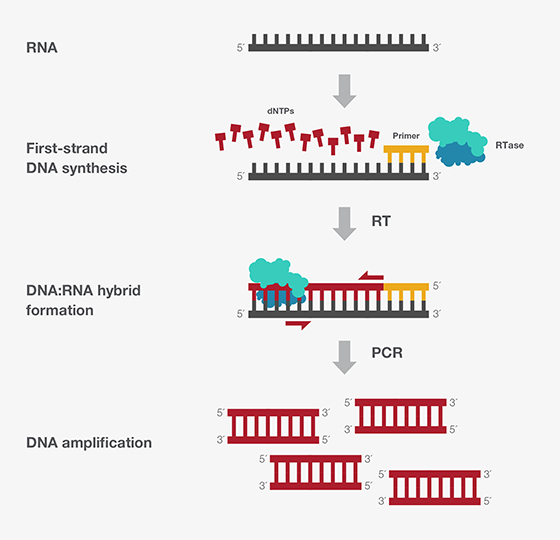 RNA
5′ 3′
dNTPs
Primer
RTase
First-strand
DNA synthesis
5′ 3′
RT
5′
DNA:RNA hybrid
formation
5′ 3′
PCR
5′ 3′
5′ 3′
3′ 5′
3′ 5′
DNA amplification
5′ 3′
5′ 3′
3′ 5′
3′ 5′